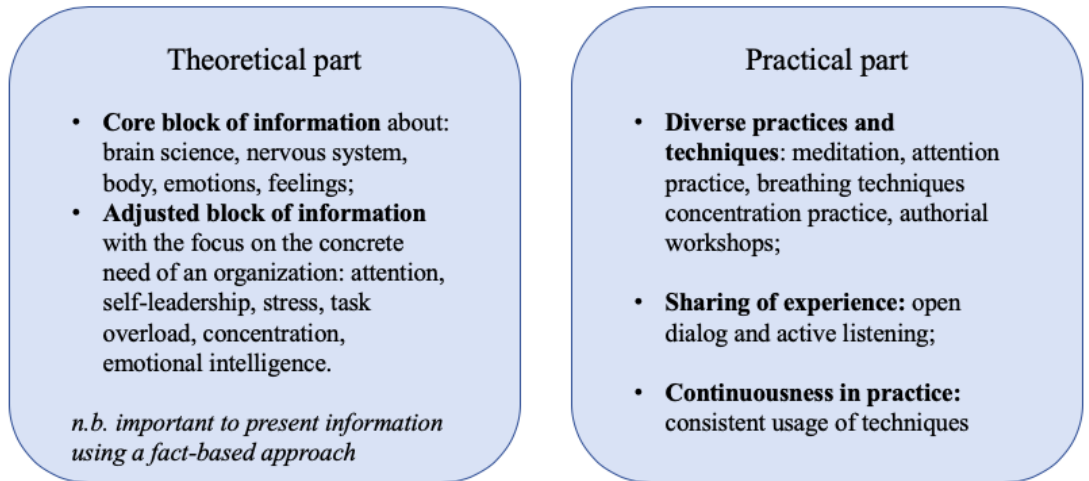 Theoretical part
• Core block of information about:
brain science, nervous system,
body, emotions, feelings;
• Adjusted block of information
with the focus on the concrete
need of an organization: attention,
self-leadership, stress, task
overload, concentration,
emotional intelligence.
n.b. important to present information
using a fact-based approach
Practical part
• Diverse practices and
techniques: meditation, attention
practice, breathing techniques
concentration practice, authorial
workshops;
• Sharing of experience: open
dialog and active listening;
• Continuousness in practice:
consistent usage of techniques